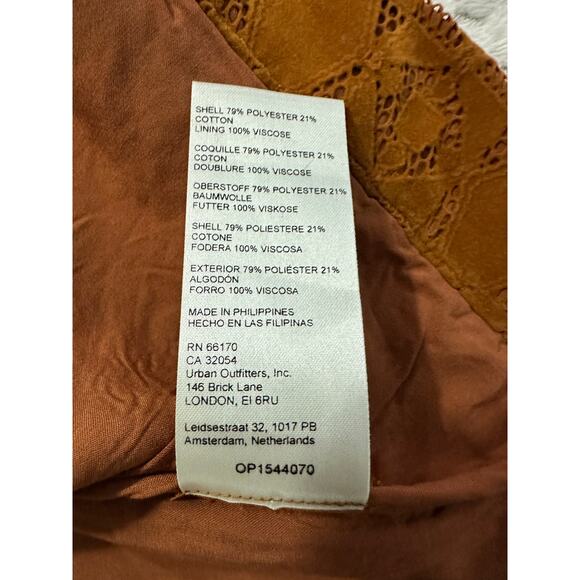 SHELL 79% POLYESTER 21%
COTTON
LINING 100% VISCOSE
COQUILLE 79% POLYESTER 21%
COTON
DOUBLURE 100% VISCOSE
OBERSTOFF 79% POLYESTER 21%
BAUMWOLLE
FUTTER 100% VISKOSE
SHELL 79% POLIESTERE 21%
COTONE
FODERA 100% VISCOSA
EXTERIOR 79% POLIÉSTER 21%
ALGODÓN
FORRO 100% VISCOSA
MADE IN PHILIPPINES
HECHO EN LAS FILIPINAS
RN 66170
CA 32054
Urban Outfitters, Inc.
146 Brick Lane
LONDON, EI 6RU
Leidsestraat 32, 1017 PB
Amsterdam, Netherlands
OP1544070